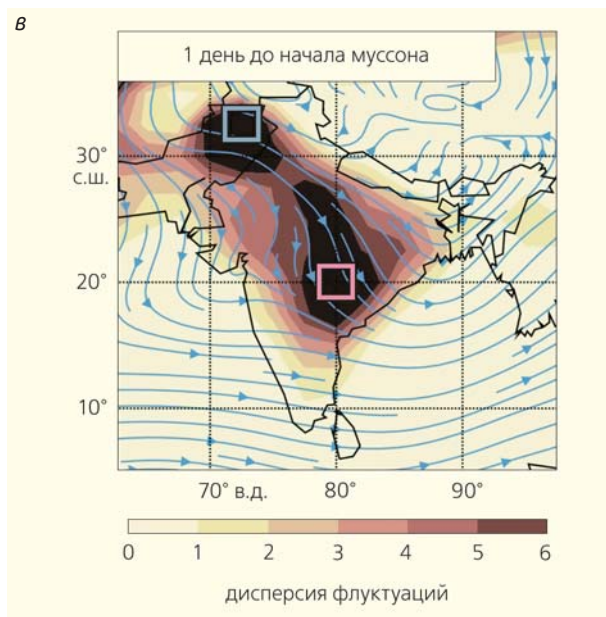 в
1 день до начала муссона
30°
с.ш.
20°
10°
70° в.д. 80° 90°
0 1 2 3 4 5 6
дисперсия флуктуаций